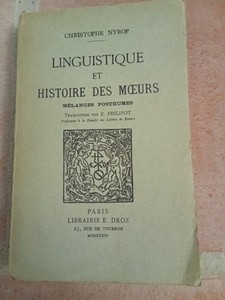 CHRISTOPHE NYROP
LINGUISTIQUE
ET
HISTOIRE DES MŒURS
MÉLANGES POSTHUMES
TRADUCTION PAR E. PHILIPOT
Professeur à la Faculté des Lettres de Rennes
PARIS
LIBRAIRIE E. DROZ
25, RUE DE TOURNON
MCMXXXIV